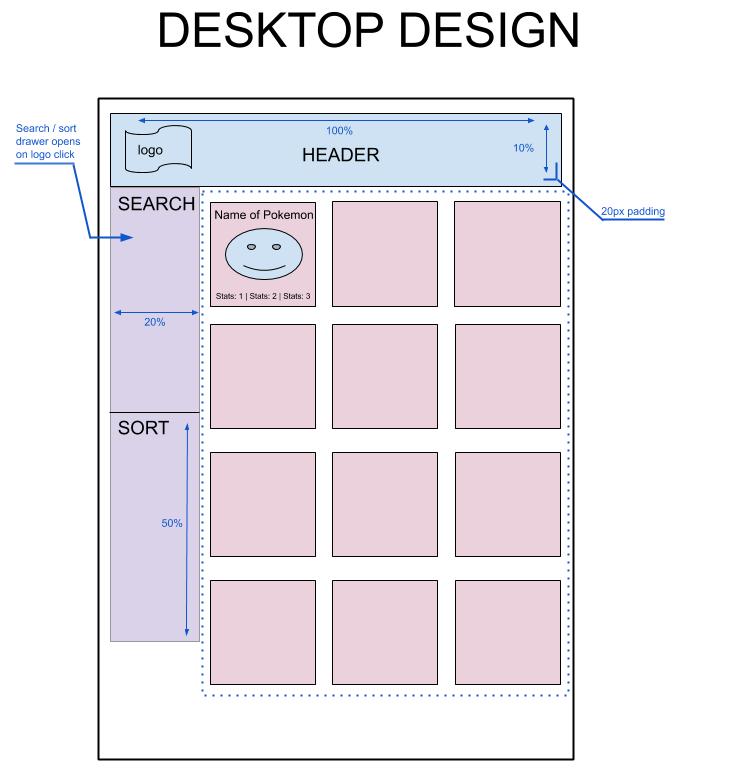 DESKTOP DESIGN
Search / sort
drawer opens
on logo click
100%
logo
HEADER
10%
20px padding
SEARCH
Name of Pokemon
Stats: 1 | Stats: 2 | Stats: 3
20%
SORT
50%